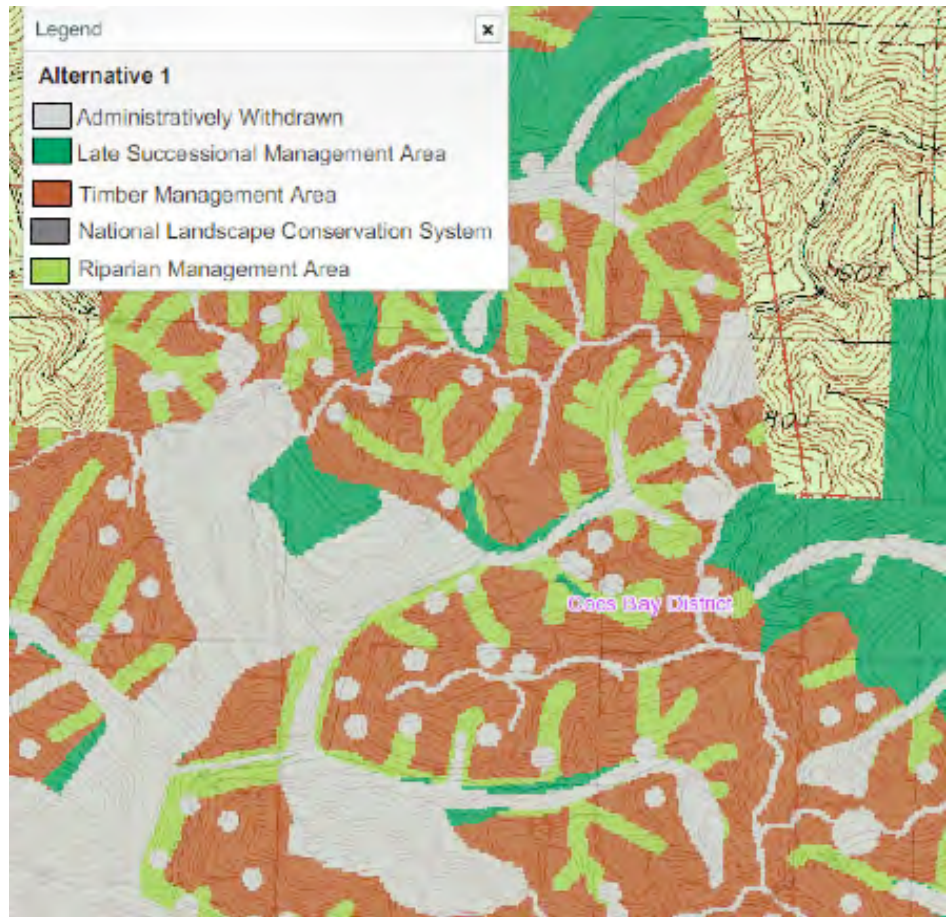 Legend
Alternative 1
Administratively Withdrawn
Late Successional Management Area
Timber Management Area
National Landscape Conservation System
Riparian Management Area
Bay District